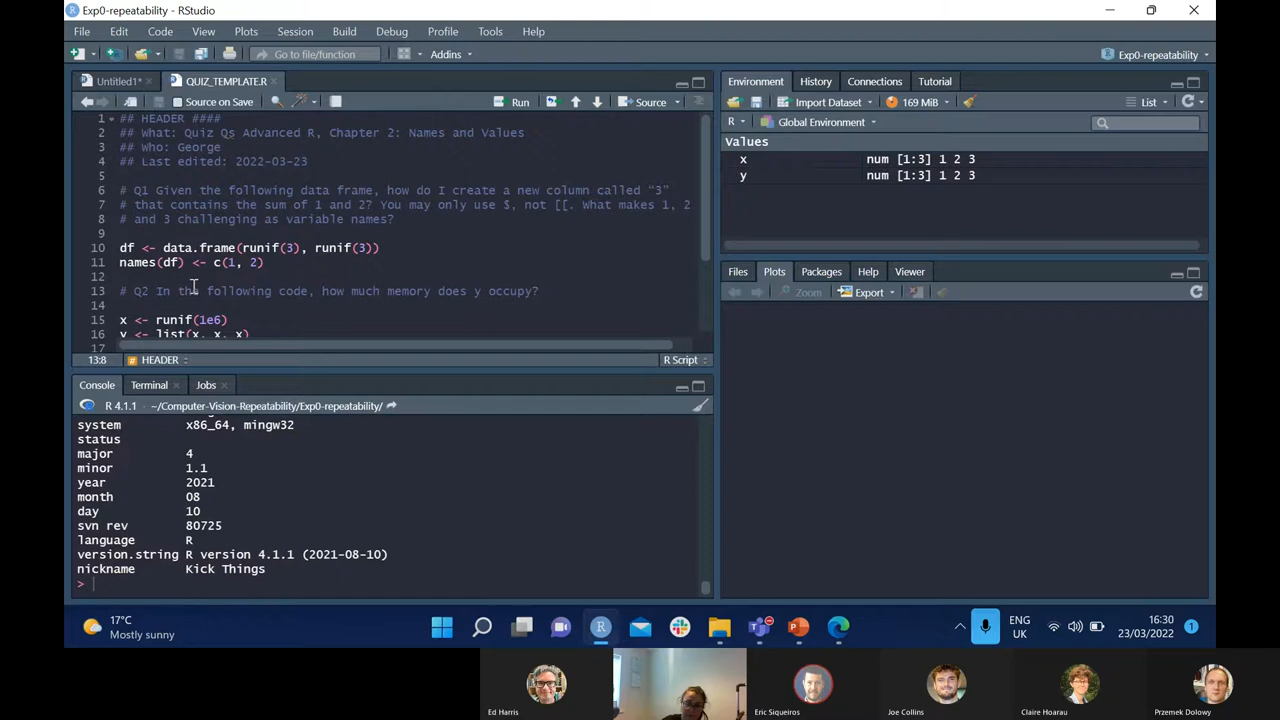 Exp0-repeatability - RStudio
File Edit Code View Plots Session Build Debug Profile Tools Help
Go to file/function Addins Exp0-repeatability
Untitled1* QUIZ_TEMPLATE.R
Source on Save Run Source
1 ## HEADER ####
2 ## What: Quiz Qs Advanced R, Chapter 2: Names and Values
3 ## Who: George
4 ## Last edited: 2022-03-23
5
6 # Q1 Given the following data frame, how do I create a new column called “3”
7 # that contains the sum of 1 and 2? You may only use $, not [[. What makes 1, 2
8 # and 3 challenging as variable names?
9
10 df <- data.frame(runif(3), runif(3))
11 names(df) <- c(1, 2)
12
13 # Q2 In the following code, how much memory does y occupy?
14
15 x <- runif(1e6)
16 y <- list(x, x, x)
17
13:8 HEADER R Script
Console Terminal Jobs
R 4.1.1 · ~/Computer-Vision-Repeatability/Exp0-repeatability/
system x86_64, mingw32
status
major 4
minor 1.1
year 2021
month 08
day 10
svn rev 80725
language R
version.string R version 4.1.1 (2021-08-10)
nickname Kick Things
>
Environment History Connections Tutorial
Import Dataset 169 MiB List
R Global Environment
Values
x num [1:3] 1 2 3
y num [1:3] 1 2 3
Files Plots Packages Help Viewer
Zoom Export
17°C
Mostly sunny
ENG
UK
16:30
23/03/2022
1
Ed Harris Eric Siqueiros Joe Collins Claire Hoarau Przemek Dolowy